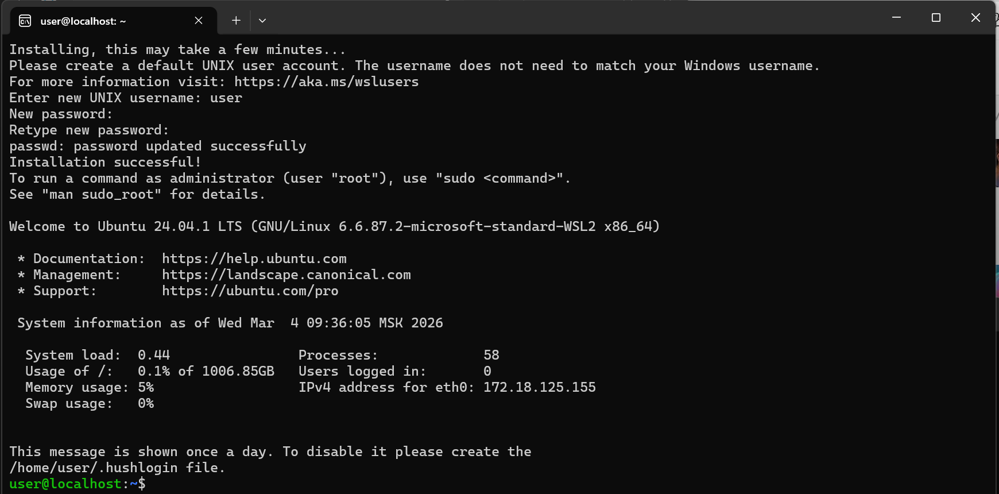 user@localhost: ~
Installing, this may take a few minutes...
Please create a default UNIX user account. The username does not need to match your Windows username.
For more information visit: https://aka.ms/wslusers
Enter new UNIX username: user
New password:
Retype new password:
passwd: password updated successfully
Installation successful!
To run a command as administrator (user "root"), use "sudo <command>".
See "man sudo_root" for details.

Welcome to Ubuntu 24.04.1 LTS (GNU/Linux 6.6.87.2-microsoft-standard-WSL2 x86_64)

 * Documentation:  https://help.ubuntu.com
 * Management:     https://landscape.canonical.com
 * Support:        https://ubuntu.com/pro

 System information as of Wed Mar  4 09:36:05 MSK 2026

  System load:  0.44                Processes:             58
  Usage of /:   0.1% of 1006.85GB   Users logged in:       0
  Memory usage: 5%                  IPv4 address for eth0: 172.18.125.155
  Swap usage:   0%

This message is shown once a day. To disable it please create the
/home/user/.hushlogin file.
user@localhost:~$